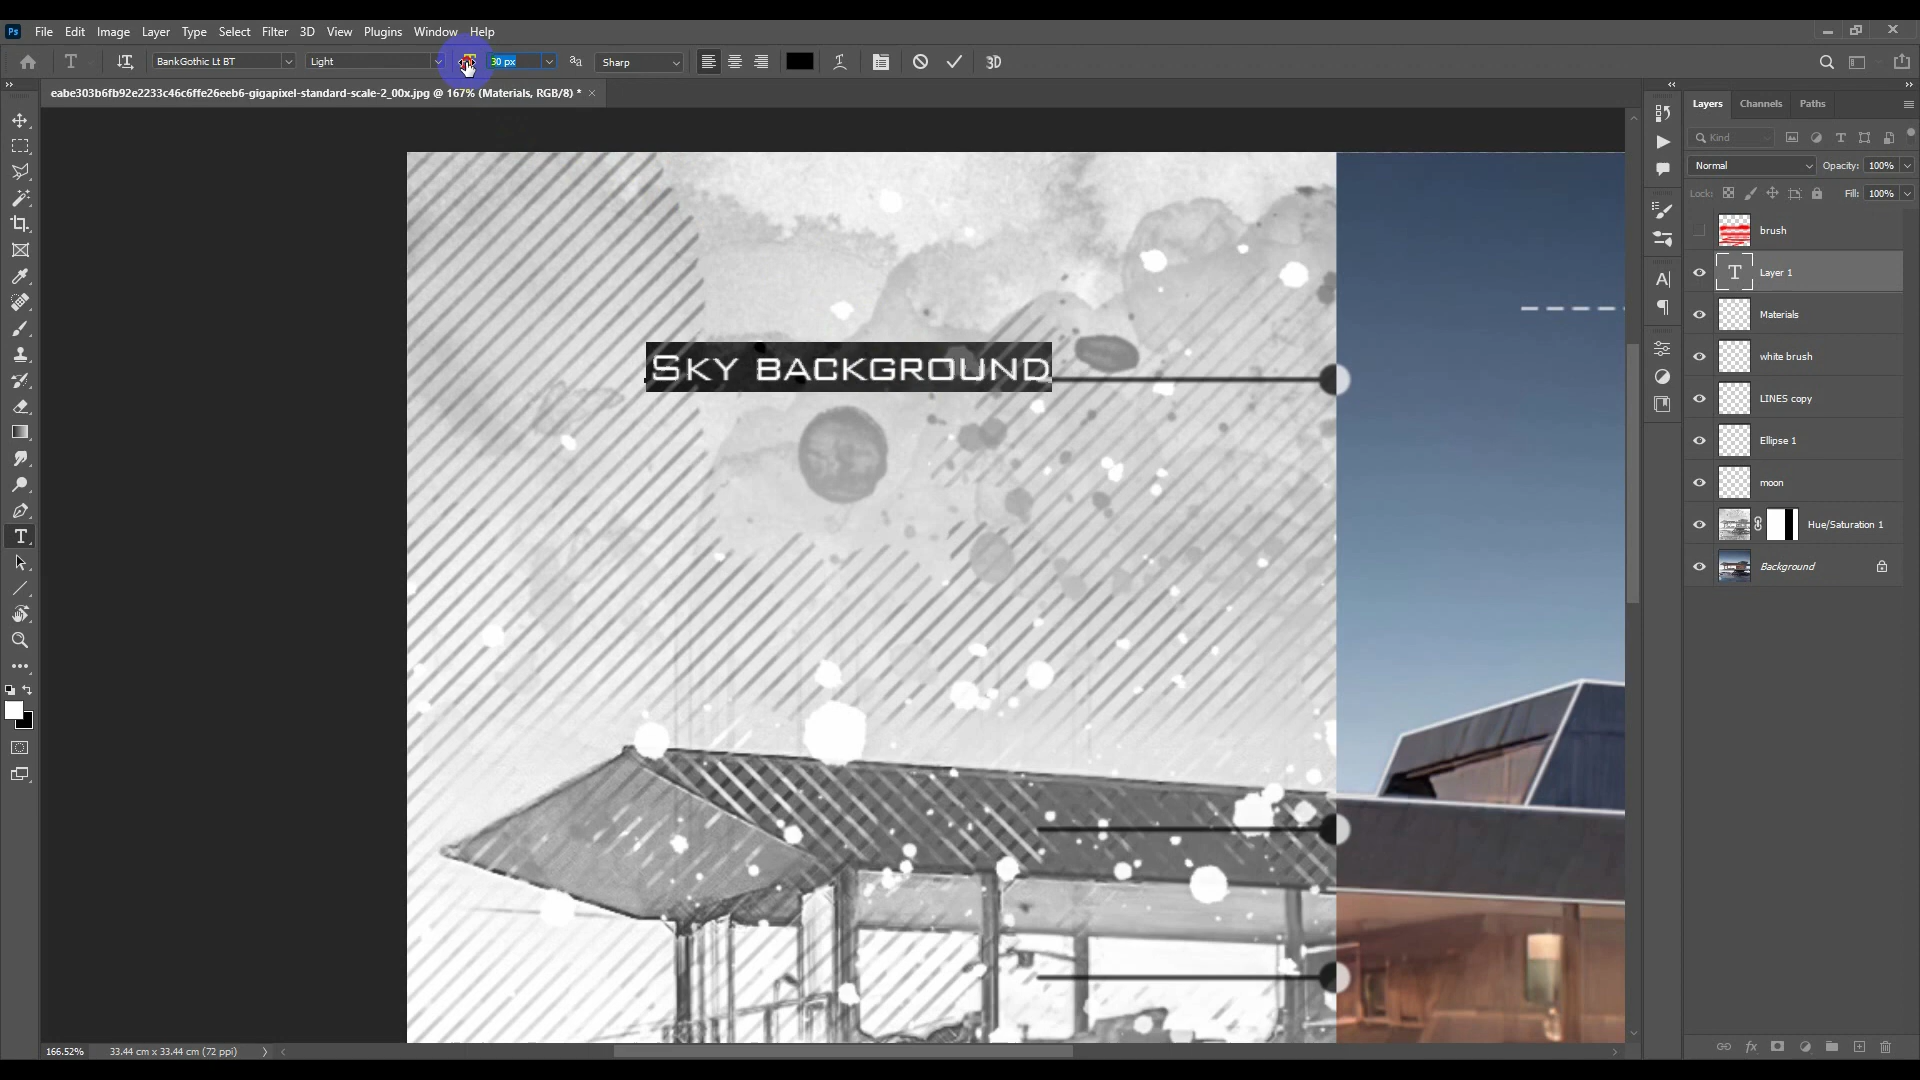 Ps File Edit Image Layer Type Select Filter 3D View Plugins Window Help
T BankGothic Lt BT Light 30 px aa Sharp 3D
eabe303b6fb92e2233c46c6ffe26eeb6-gigapixel-standard-scale-2_00x.jpg @ 167% (Materials, RGB/8) *
Layers Channels Paths
Kind
Normal Opacity: 100%
Lock: Fill: 100%
brush
T Layer 1
Materials
white brush
LINES copy
Ellipse 1
moon
Hue/Saturation 1
Background
Sky background
166.52% 33.44 cm x 33.44 cm (72 ppi)